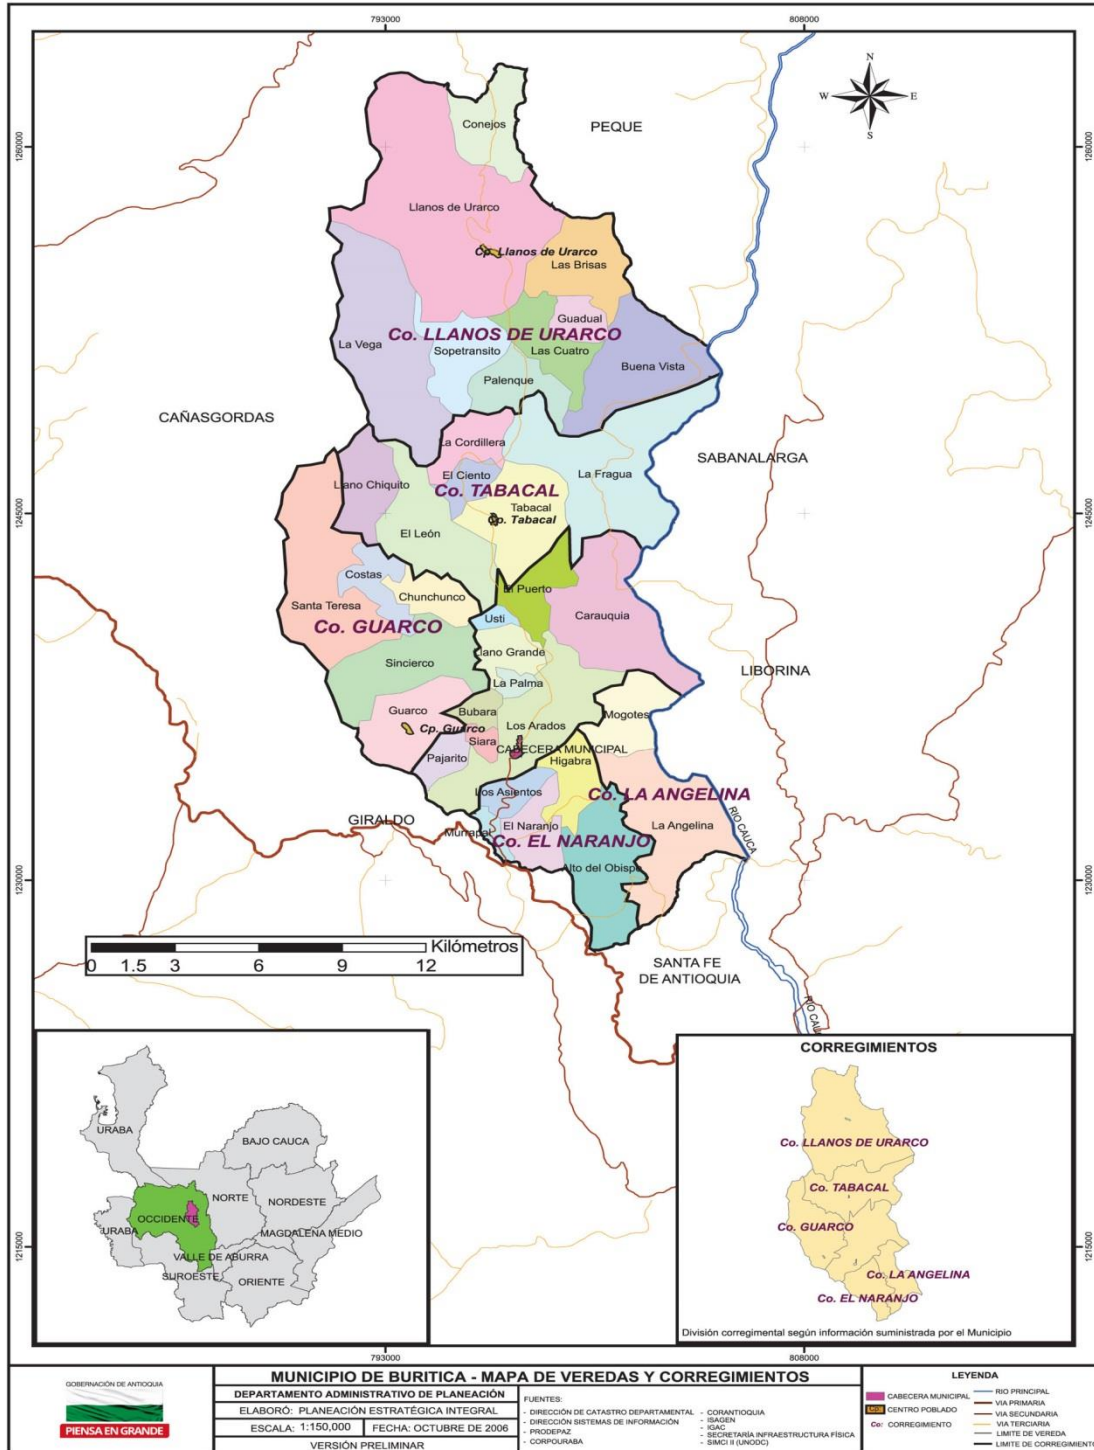 793000
808000
N
W
E
S
1260000
1260000
PEQUE
Conejos
Llanos de Urarco
Cp. Llanos de Urarco
Las Brisas
Guadual
Co. LLANOS DE URARCO
La Vega
Sopetransito
Las Cuatro
Buena Vista
Palenque
CAÑASGORDAS
La Cordillera
SABANALARGA
El Ciento
La Fragua
Llano Chiquito
Co. TABACAL
Tabacal
Cp. Tabacal
1245000
1245000
El León
Costas
Chunchunco
El Puerto
Santa Teresa
Usti
Carauquia
Co. GUARCO
Llano Grande
Sincierco
LIBORINA
La Palma
Guarco
Bubara
Mogotes
Cp. Guarco
Los Arados
Siara
CABECERA MUNICIPAL
Pajarito
Higabra
Los Asientos
Co. LA ANGELINA
GIRALDO
El Naranjo
La Angelina
RIO CAUCA
Murrapal
Co. EL NARANJO
Alto del Obispo
1230000
1230000
Kilómetros
0 1.5 3 6 9 12
SANTA FE
DE ANTIOQUIA
URABA
BAJO CAUCA
NORTE
NORDESTE
OCCIDENTE
URABA
MAGDALENA MEDIO
VALLE DE ABURRA
SUROESTE
ORIENTE
CORREGIMIENTOS
Co. LLANOS DE URARCO
Co. TABACAL
Co. GUARCO
Co. LA ANGELINA
Co. EL NARANJO
División corregimental según información suministrada por el Municipio
1215000
1215000
793000
808000
GOBERNACIÓN DE ANTIOQUIA
PIENSA EN GRANDE
MUNICIPIO DE BURITICA - MAPA DE VEREDAS Y CORREGIMIENTOS
DEPARTAMENTO ADMINISTRATIVO DE PLANEACIÓN
ELABORÓ: PLANEACIÓN ESTRATÉGICA INTEGRAL
ESCALA: 1:150,000
FECHA: OCTUBRE DE 2006
VERSIÓN PRELIMINAR
FUENTES:
- DIRECCIÓN DE CATASTRO DEPARTAMENTAL
- DIRECCIÓN SISTEMAS DE INFORMACIÓN
- PRODEPAZ
- CORPOURABA
- CORANTIOQUIA
- ISAGEN
- IGAC
- SECRETARÍA INFRAESTRUCTURA FÍSICA
- SIMCI II (UNODC)
LEYENDA
CABECERA MUNICIPAL
CENTRO POBLADO
Co: CORREGIMIENTO
RIO PRINCIPAL
VIA PRIMARIA
VIA SECUNDARIA
VIA TERCIARIA
LIMITE DE VEREDA
LIMITE DE CORREGIMIENTO